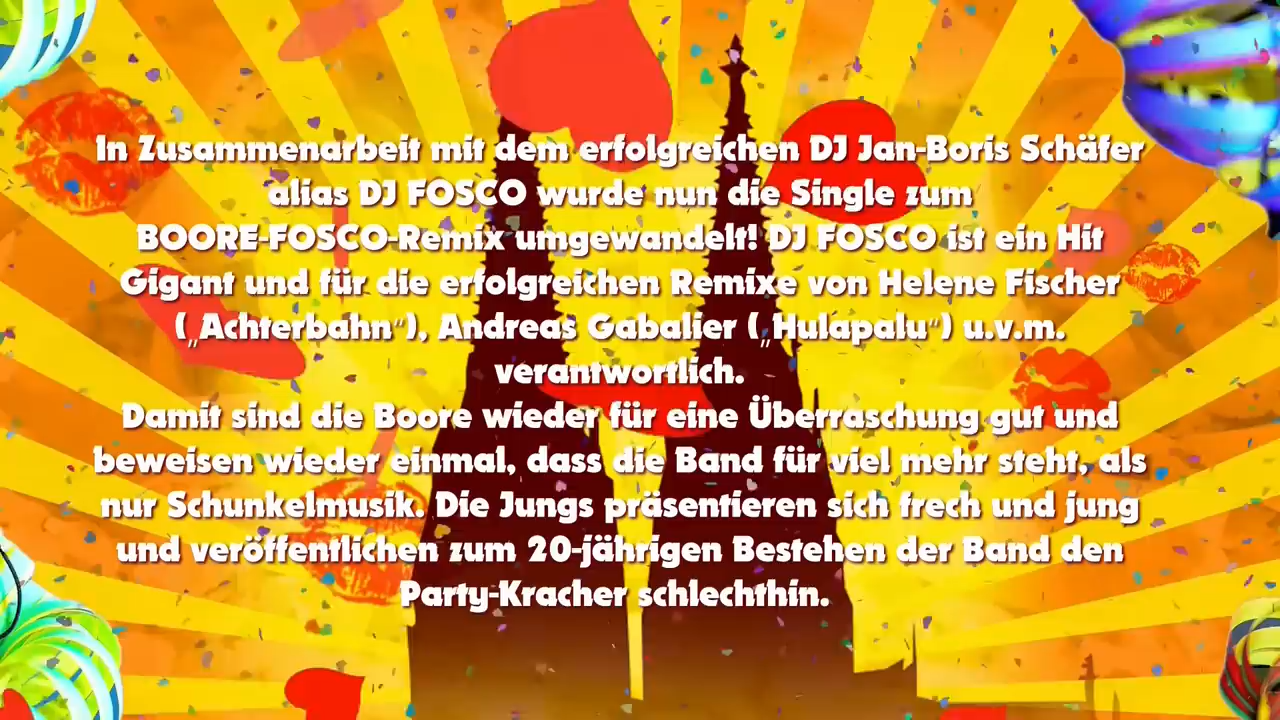 In Zusammenarbeit mit dem erfolgreichen DJ Jan-Boris Schäfer
alias DJ FOSCO wurde nun die Single zum
BOORE-FOSCO-Remix umgewandelt! DJ FOSCO ist ein Hit
Gigant und für die erfolgreichen Remixe von Helene Fischer
(„Achterbahn“), Andreas Gabalier („Hulapalu“) u.v.m.
verantwortlich.
Damit sind die Boore wieder für eine Überraschung gut und
beweisen wieder einmal, dass die Band für viel mehr steht, als
nur Schunkelmusik. Die Jungs präsentieren sich frech und jung
und veröffentlichen zum 20-jährigen Bestehen der Band den
Party-Kracher schlechthin.